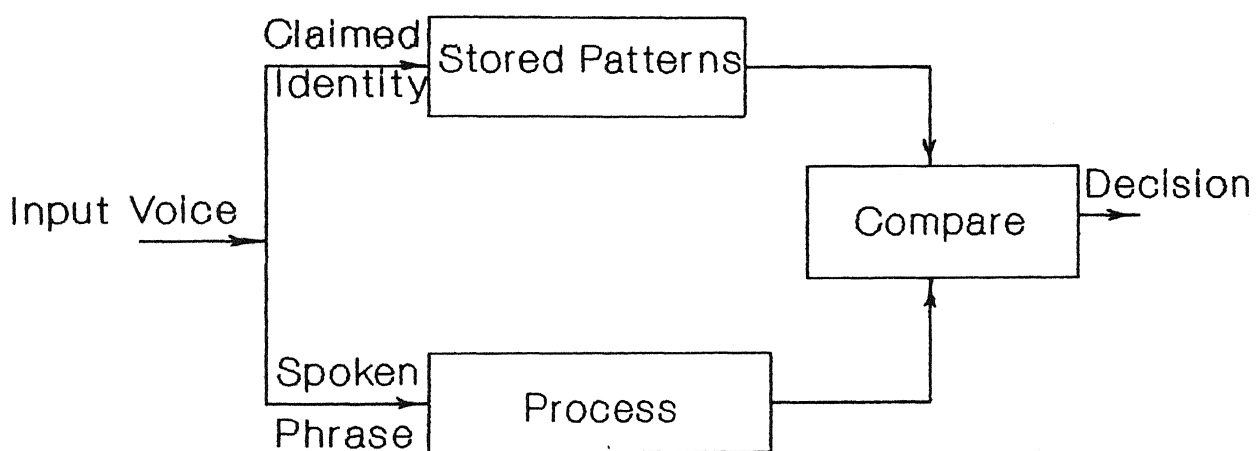 Claimed
Identity
Stored Patterns
Input Voice
Compare
Decision
Spoken
Phrase
Process